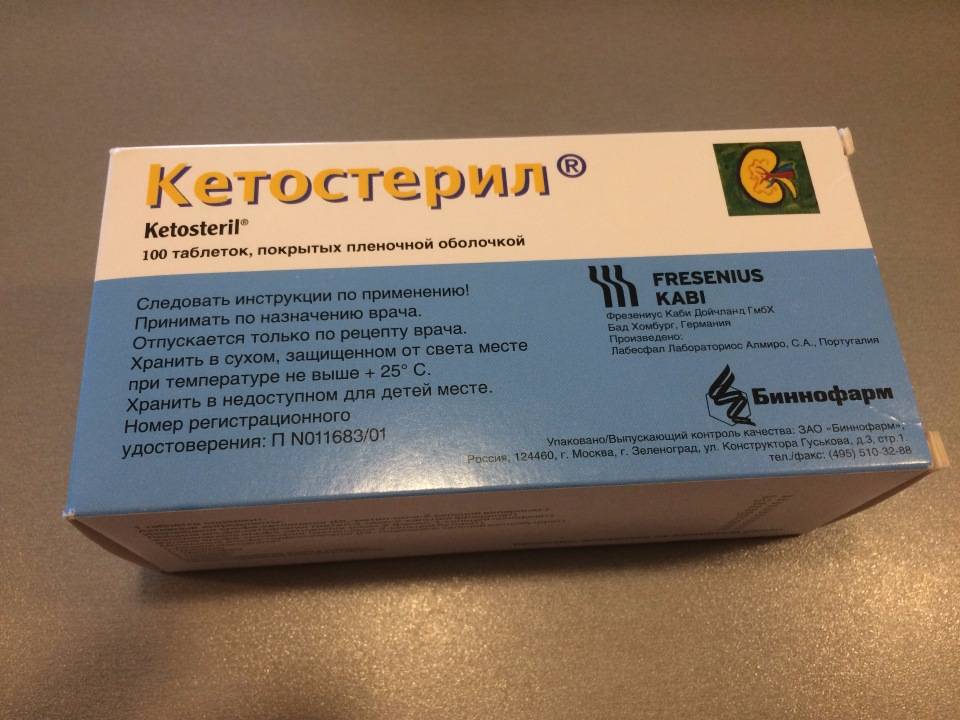 Кетостерил®
Ketosteril®
100 таблеток, покрытых пленочной оболочкой
Следовать инструкции по применению!
Принимать по назначению врача.
Отпускается только по рецепту врача.
Хранить в сухом, защищенном от света месте
при температуре не выше + 25° С.
Хранить в недоступном для детей месте.
Номер регистрационного
удостоверения: П N011683/01
FRESENIUS
KABI
Фрезениус Каби Дойчланд ГмбХ
Бад Хомбург, Германия
Произведено:
Лабесфал Лабораториос Алмиро, С.А., Португалия
Биннофарм
Упаковано/Выпускающий контроль качества: ЗАО «Биннофарм»,
Россия, 124460, г. Москва, г. Зеленоград, ул. Конструктора Гуськова, д.3, стр.1.
тел./факс: (495) 510-32-88